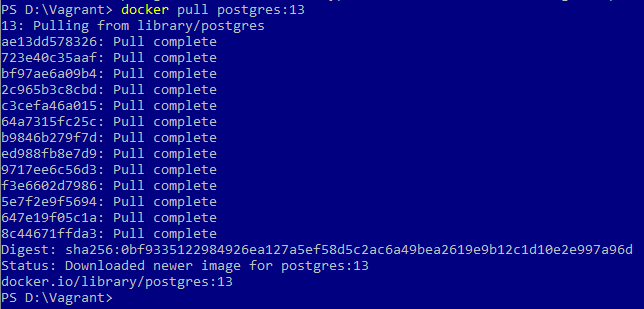 PS D:\Vagrant> docker pull postgres:13
13: Pulling from library/postgres
ae13dd578326: Pull complete
723e40c35aaf: Pull complete
bf97ae6a09b4: Pull complete
2c965b3c8cbd: Pull complete
c3cefa46a015: Pull complete
64a7315fc25c: Pull complete
b9846b279f7d: Pull complete
ed988fb8e7d9: Pull complete
9717ee6c56d3: Pull complete
f3e6602d7986: Pull complete
5e7f2e9f5694: Pull complete
647e19f05c1a: Pull complete
8c44671ffda3: Pull complete
Digest: sha256:0bf9335122984926ea127a5ef58d5c2ac6a49bea2619e9b12c1d10e2e997a96d
Status: Downloaded newer image for postgres:13
docker.io/library/postgres:13
PS D:\Vagrant>